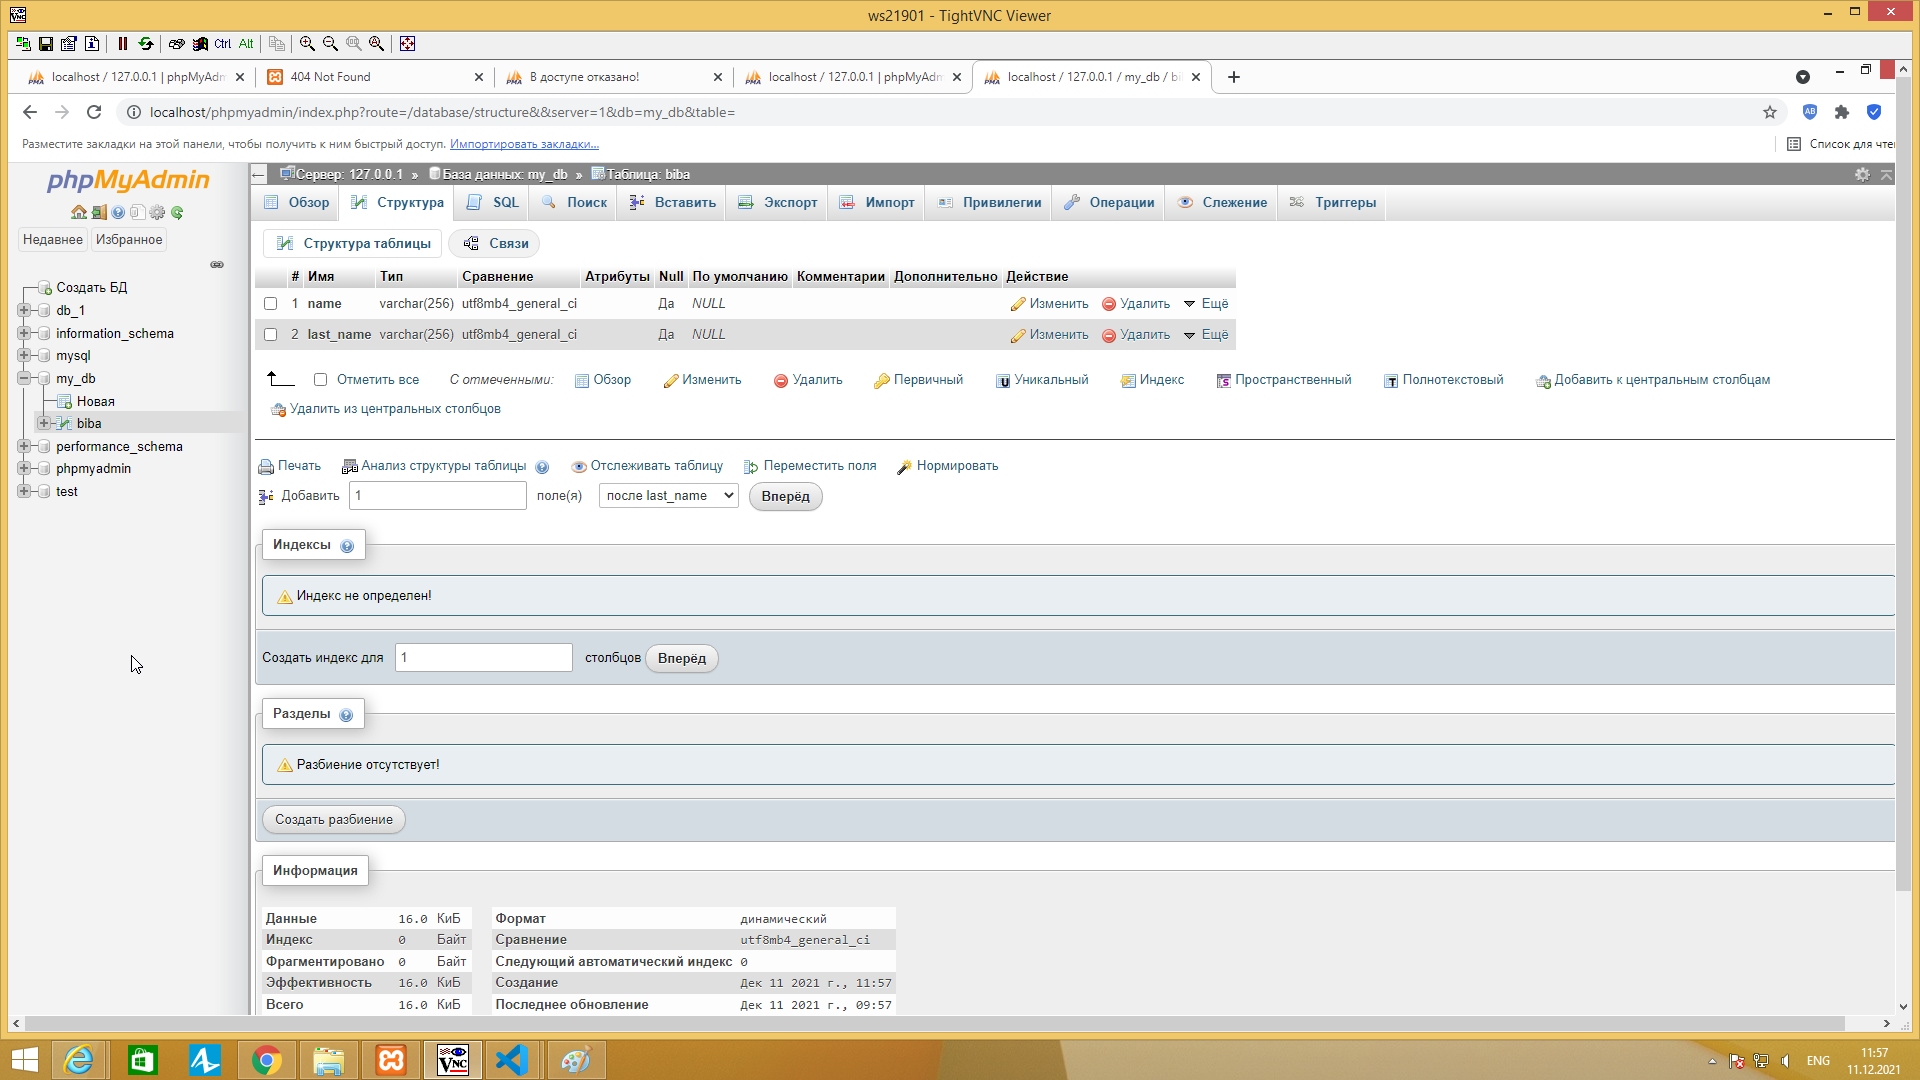 ws21901 - TightVNC Viewer
Ctrl Alt
localhost / 127.0.0.1 | phpMyAdm
404 Not Found
В доступе отказано!
localhost / 127.0.0.1 | phpMyAdm
localhost / 127.0.0.1 / my_db / bi
localhost/phpmyadmin/index.php?route=/database/structure&&server=1&db=my_db&table=
Разместите закладки на этой панели, чтобы получить к ним быстрый доступ. Импортировать закладки...
Список для чте
phpMyAdmin
Недавнее Избранное
Создать БД
db_1
information_schema
mysql
my_db
Новая
biba
performance_schema
phpmyadmin
test
Сервер: 127.0.0.1 » База данных: my_db » Таблица: biba
Обзор Структура SQL Поиск Вставить Экспорт Импорт Привилегии Операции Слежение Триггеры
Структура таблицы Связи
# Имя Тип Сравнение Атрибуты Null По умолчанию Комментарии Дополнительно Действие
1 name varchar(256) utf8mb4_general_ci Да NULL Изменить Удалить Ещё
2 last_name varchar(256) utf8mb4_general_ci Да NULL Изменить Удалить Ещё
Отметить все С отмеченными: Обзор Изменить Удалить Первичный Уникальный Индекс Пространственный Полнотекстовый Добавить к центральным столбцам
Удалить из центральных столбцов
Печать Анализ структуры таблицы Отслеживать таблицу Переместить поля Нормировать
Добавить 1 поле(я) после last_name Вперёд
Индексы
Индекс не определен!
Создать индекс для 1 столбцов Вперёд
Разделы
Разбиение отсутствует!
Создать разбиение
Информация
Данные 16.0 КиБ
Индекс 0 Байт
Фрагментировано 0 Байт
Эффективность 16.0 КиБ
Всего 16.0 КиБ
Формат динамический
Сравнение utf8mb4_general_ci
Следующий автоматический индекс 0
Создание Дек 11 2021 г., 11:57
Последнее обновление Дек 11 2021 г., 09:57
ENG
11:57
11.12.2021